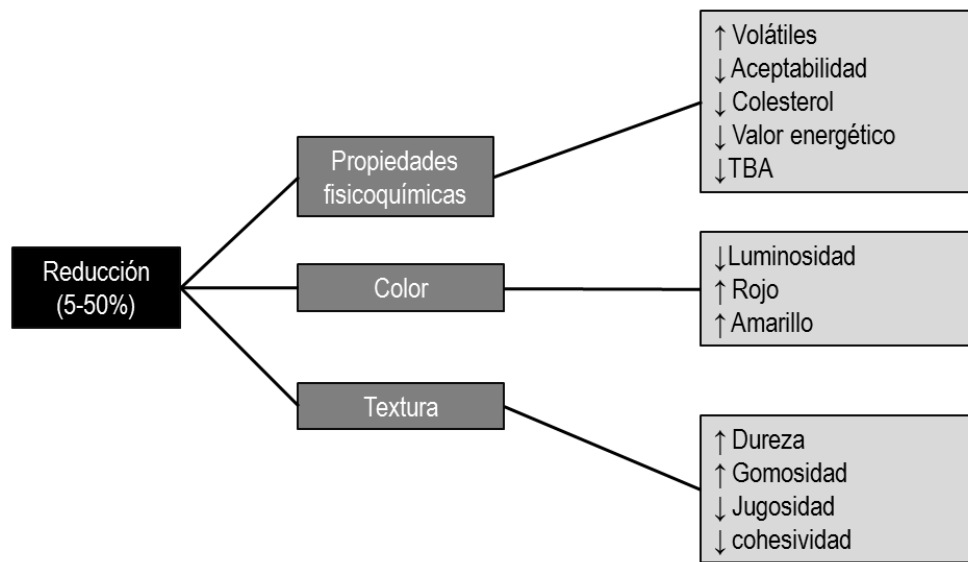 Reducción
(5-50%)
Propiedades
fisicoquímicas
↑ Volátiles
↓ Aceptabilidad
↓ Colesterol
↓ Valor energético
↓TBA
Color
↓Luminosidad
↑ Rojo
↑ Amarillo
Textura
↑ Dureza
↑ Gomosidad
↓ Jugosidad
↓ cohesividad